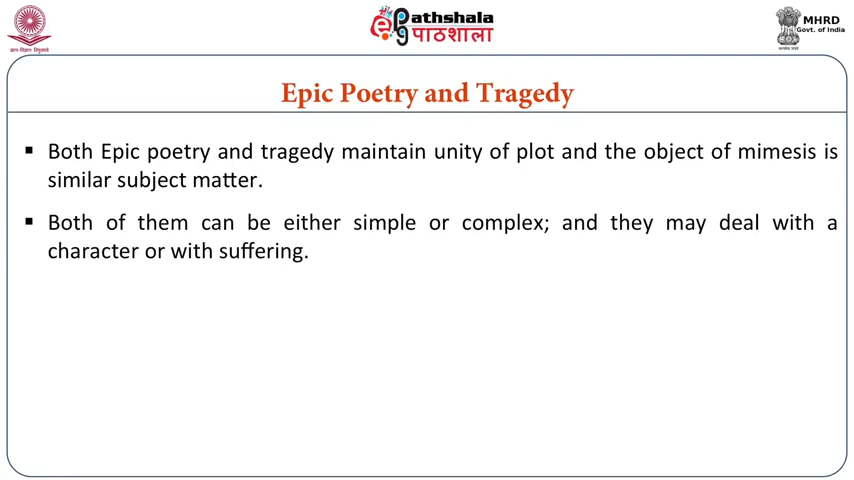 ePathshala
पाठशाला
MHRD
Govt. of India
Epic Poetry and Tragedy
▪ Both Epic poetry and tragedy maintain unity of plot and the object of mimesis is
similar subject matter.
▪ Both of them can be either simple or complex; and they may deal with a
character or with suffering.